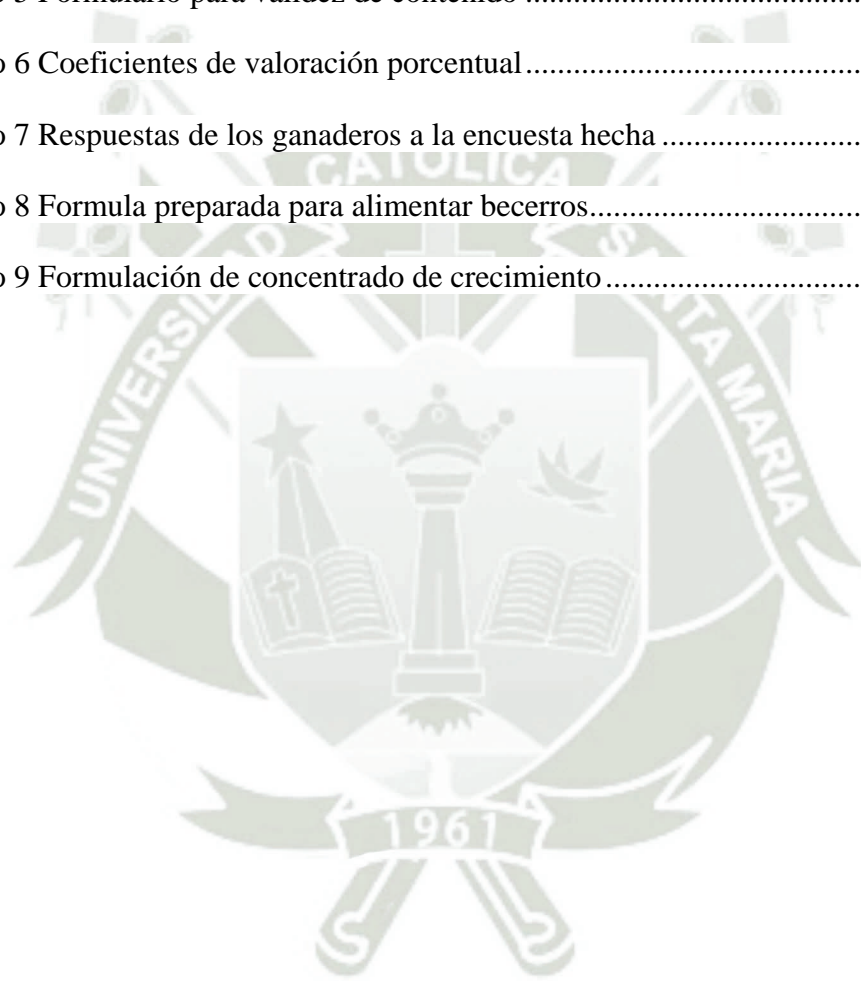 o 5 Formulario para validez de contenido ....................................
o 6 Coeficientes de valoración porcentual....................................
o 7 Respuestas de los ganaderos a la encuesta hecha ....................................
o 8 Formula preparada para alimentar becerros....................................
o 9 Formulación de concentrado de crecimiento....................................
UNIVERSIDAD CATOLICA SANTA MARIA
1961